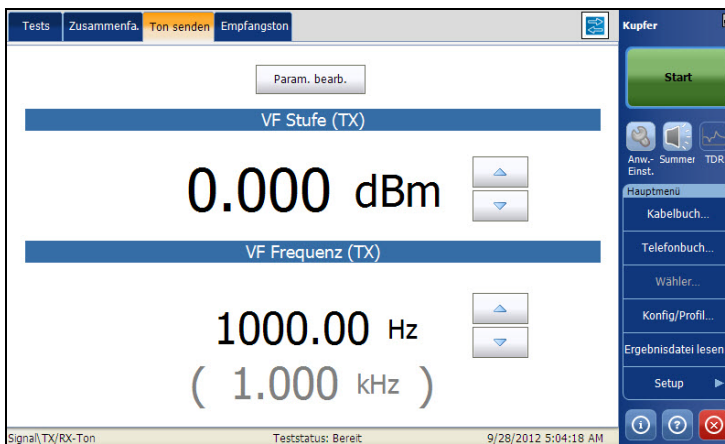 Tests Zusammenfa. Ton senden Empfangston
Param. bearb.
VF Stufe (TX)
0.000 dBm
VF Frequenz (TX)
1000.00 Hz
( 1.000 kHz )
Signal\TX/RX-Ton Teststatus: Bereit 9/28/2012 5:04:18 AM
Kupfer
Start
Anw.- Summer TDR
Einst.
Hauptmenü
Kabelbuch...
Telefonbuch...
Wähler...
Konfig/Profil...
Ergebnisdatei lesen
Setup